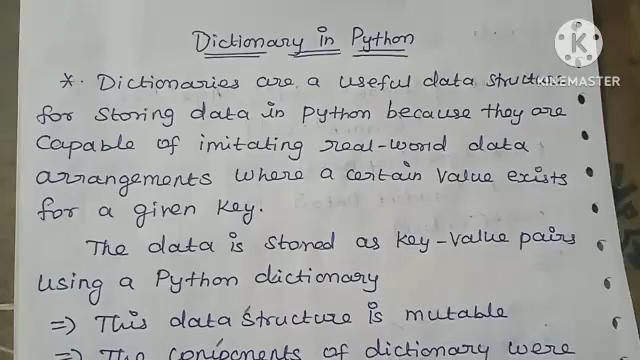 Dictionary in Python
K
KINEMASTER
*. Dictionaries are a useful data structure
for storing data in Python because they are
capable of imitating real-world data
arrangements where a certain value exists
for a given key.
The data is stored as key-value pairs
using a Python dictionary
=> This data structure is mutable
=> The components of dictionary were